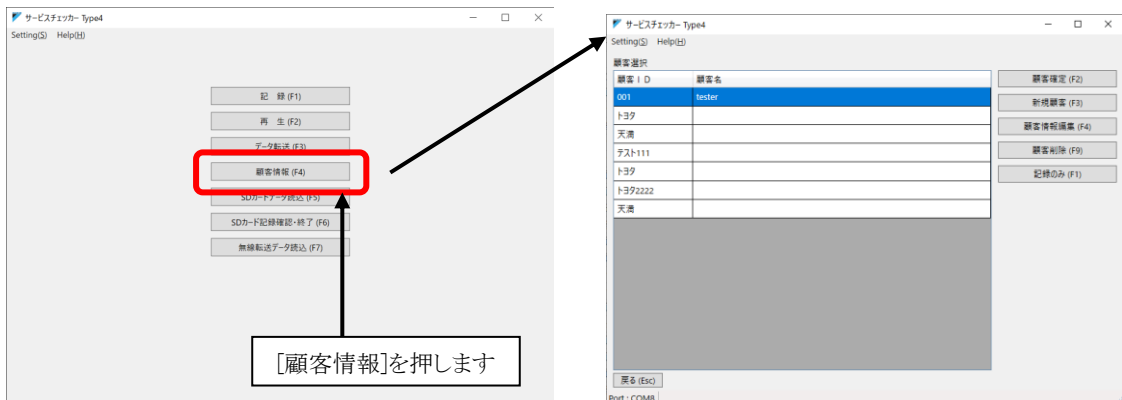 サービスチェッカー Type4
Setting(S) Help(H)
記 録 (F1)
再 生 (F2)
データ転送 (F3)
顧客情報 (F4)
SDカードデータ読込 (F5)
SDカード記録確認・終了 (F6)
無線転送データ読込 (F7)
[顧客情報]を押します
サービスチェッカー Type4
Setting(S) Help(H)
顧客選択
顧客ＩＤ 顧客名
001 tester
トヨタ
天満
テスト111
トヨタ
トヨタ2222
天満
顧客確定 (F2)
新規顧客 (F3)
顧客情報編集 (F4)
顧客削除 (F9)
記録のみ (F1)
戻る (Esc)
Port : COM8